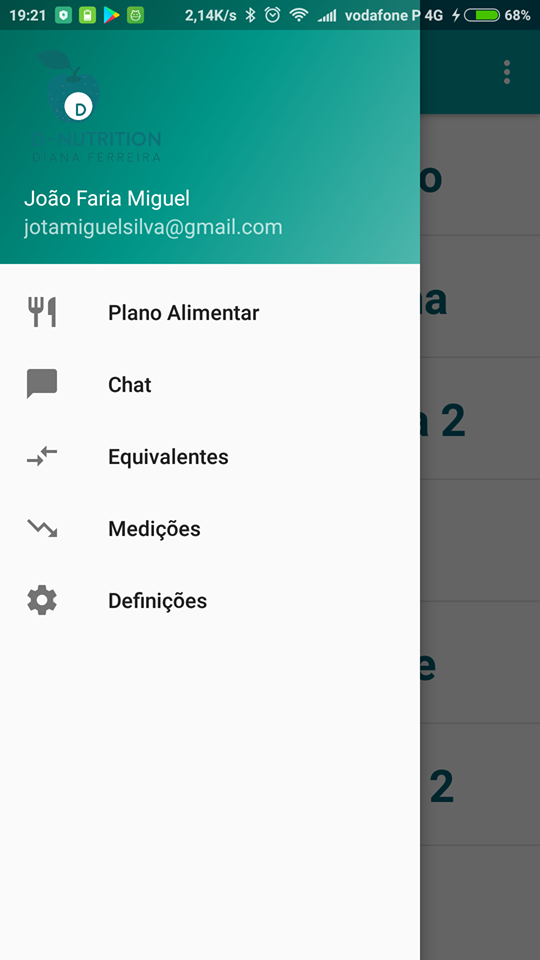 19:21 2,14K/s vodafone P 4G 68%
D
D-NUTRITION
DIANA FERREIRA
João Faria Miguel
jotamiguelsilva@gmail.com
Plano Alimentar
Chat
Equivalentes
Medições
Definições
o
a
a 2
e
2